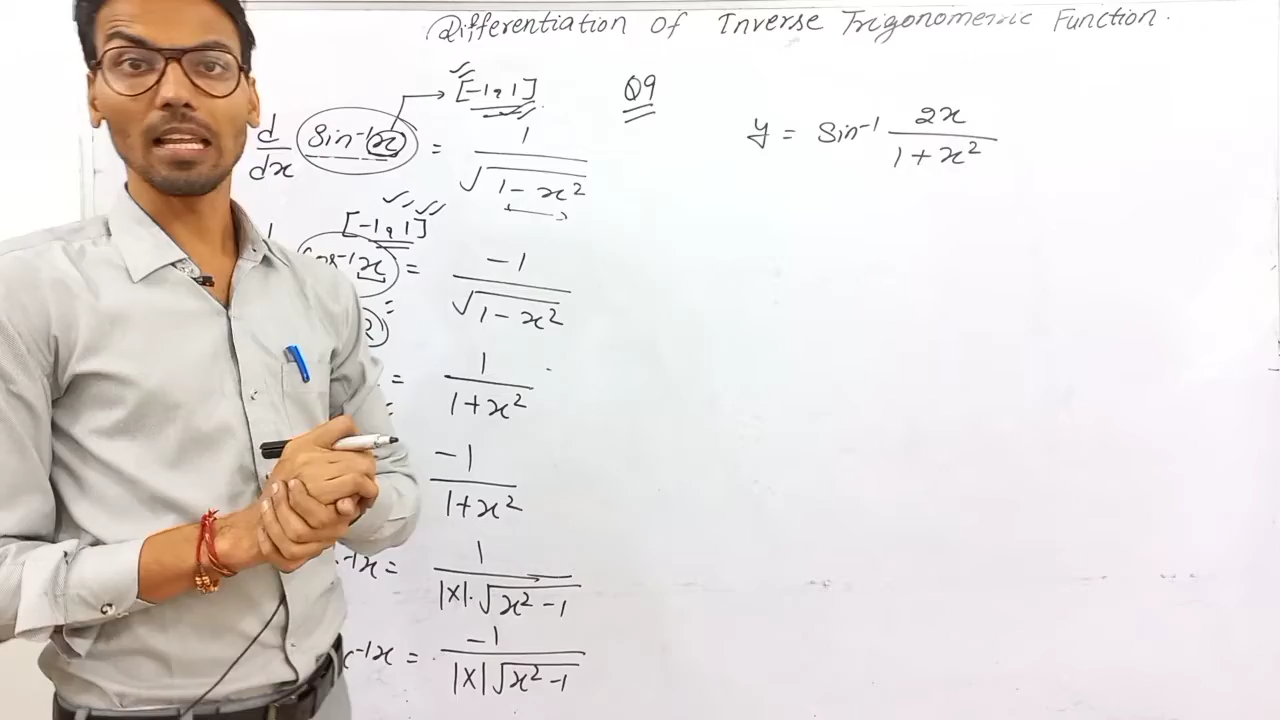 Differentiation of Inverse Trigonometric Function.
[-1, 1]
d/dx Sin⁻¹x = 1/√(1-x²)
[-1, 1]
x = -1/√(1-x²)
= 1/(1+x²)
-1/(1+x²)
⁻¹x = 1/(|x|·√(x²-1))
⁻¹x = -1/(|x|√(x²-1))
Q9
y = Sin⁻¹ 2x/(1+x²)